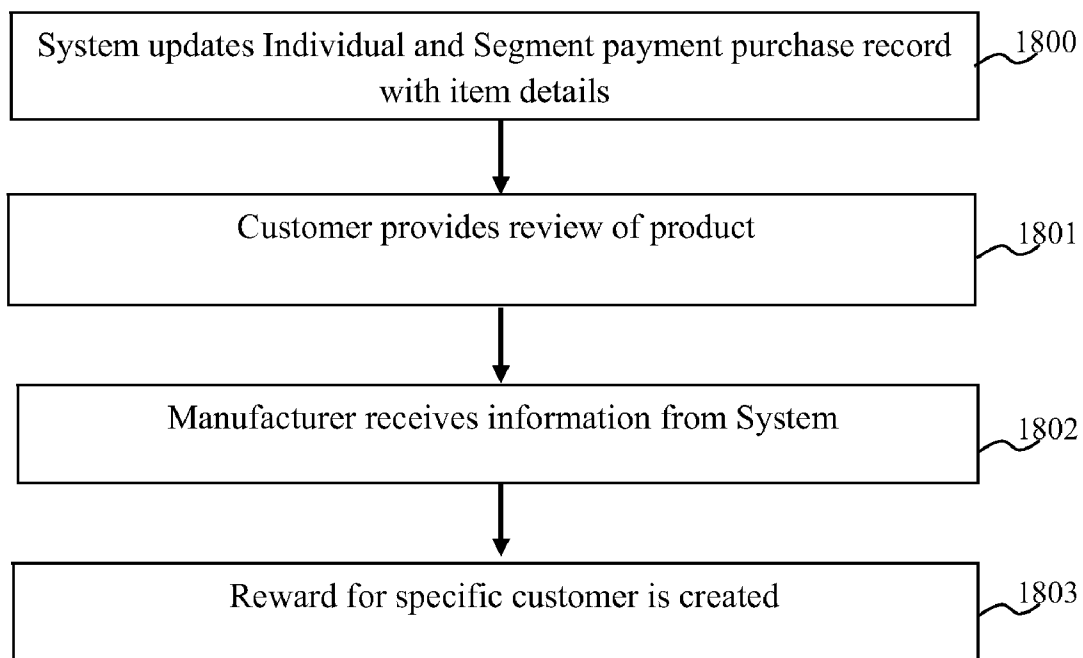 System updates Individual and Segment payment purchase record
with item details
1800
Customer provides review of product
1801
Manufacturer receives information from System
1802
Reward for specific customer is created
1803